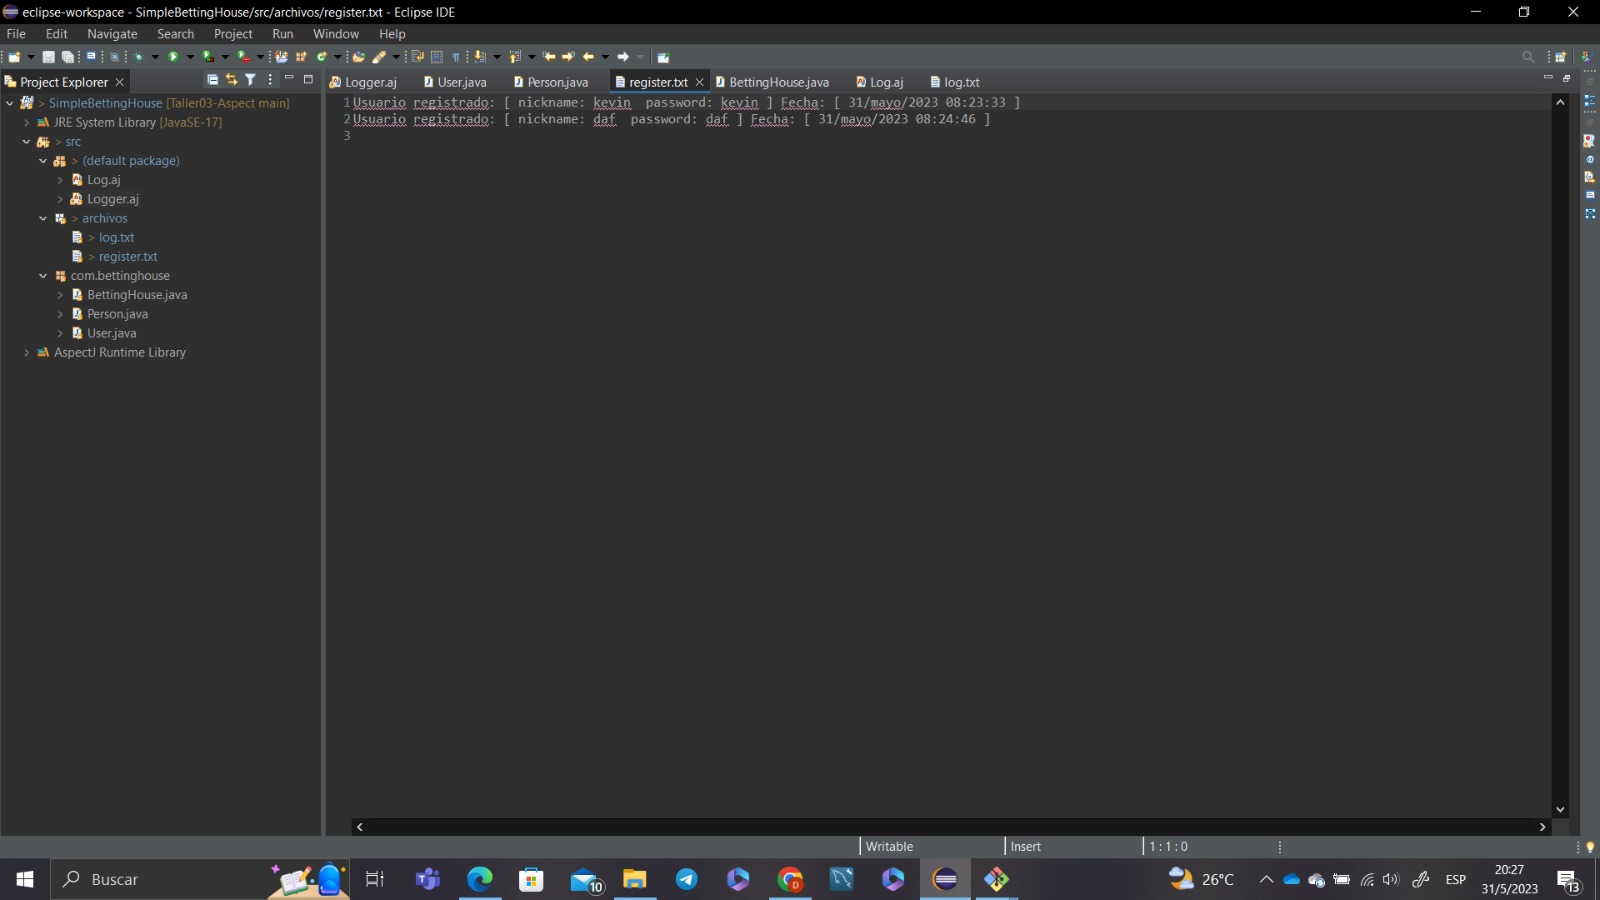 eclipse-workspace - SimpleBettingHouse/src/archivos/register.txt - Eclipse IDE
File Edit Navigate Search Project Run Window Help
Project Explorer
Logger.aj User.java Person.java register.txt BettingHouse.java Log.aj log.txt
> SimpleBettingHouse [Taller03-Aspect main]
JRE System Library [JavaSE-17]
> src
> (default package)
Log.aj
Logger.aj
> archivos
> log.txt
> register.txt
com.bettinghouse
BettingHouse.java
Person.java
User.java
AspectJ Runtime Library
1 Usuario registrado: [ nickname: kevin  password: kevin ] Fecha: [ 31/mayo/2023 08:23:33 ]
2 Usuario registrado: [ nickname: daf  password: daf ] Fecha: [ 31/mayo/2023 08:24:46 ]
3
Writable Insert 1 : 1 : 0
Buscar
10
26°C
ESP
20:27
31/5/2023
13